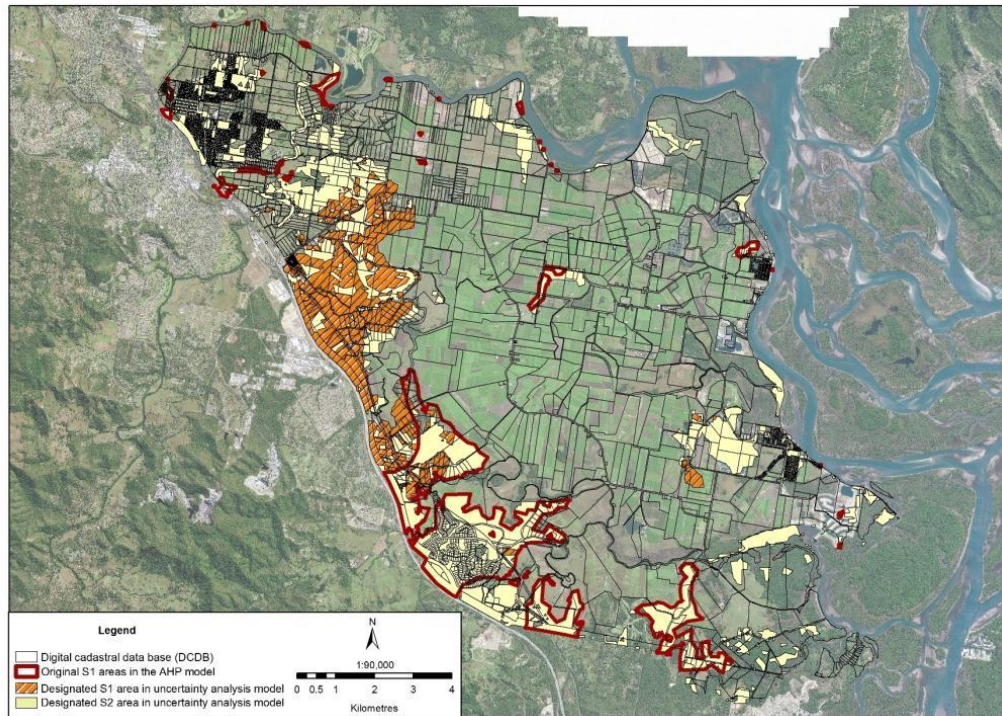 Legend
Digital cadastral data base (DCDB)
Original S1 areas in the AHP model
Designated S1 area in uncertainty analysis model
Designated S2 area in uncertainty analysis model
N
1:90,000
0 0.5 1 2 3 4
Kilometres